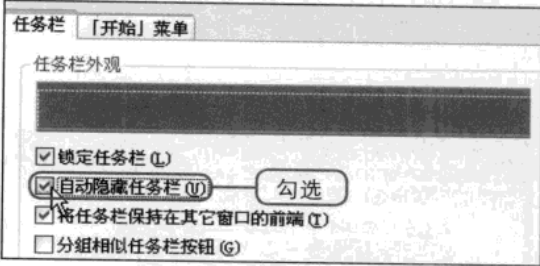 任务栏 「开始」菜单
任务栏外观
锁定任务栏(L)
自动隐藏任务栏(U) 勾选
将任务栏保持在其它窗口的前端(T)
分组相似任务栏按钮(G)